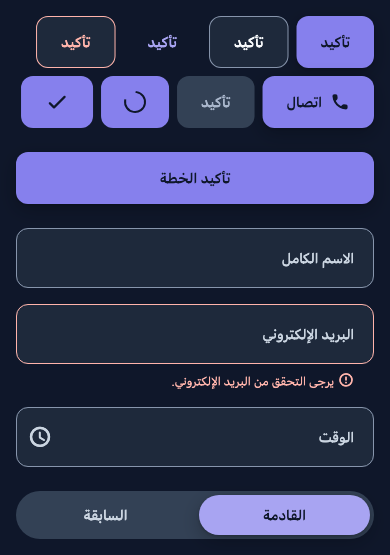 تأكيد تأكيد تأكيد تأكيد
اتصال تأكيد
تأكيد الخطة
الاسم الكامل
البريد الإلكتروني
يرجى التحقق من البريد الإلكتروني.
الوقت
القادمة السابقة